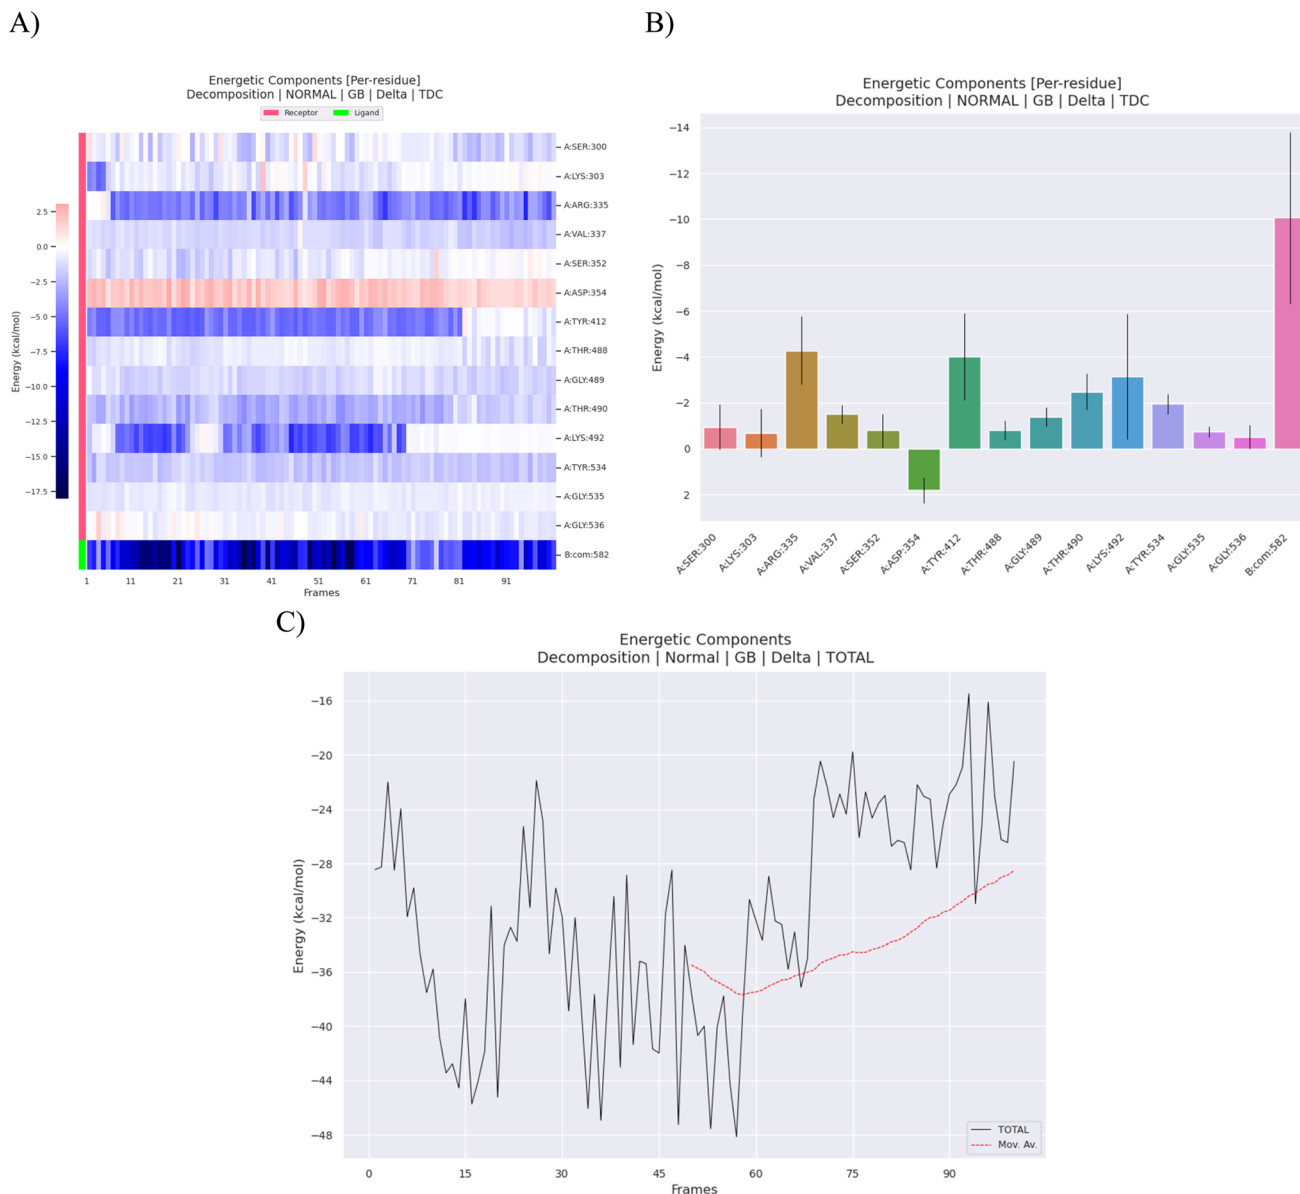 A)
Energetic Components [Per-residue]
Decomposition | NORMAL | GB | Delta | TDC
Receptor Ligand
Energy (kcal/mol)
2.5
0.0
−2.5
−5.0
−7.5
−10.0
−12.5
−15.0
−17.5
A:SER:300
A:LYS:303
A:ARG:335
A:VAL:337
A:SER:352
A:ASP:354
A:TYR:412
A:THR:488
A:GLY:489
A:THR:490
A:LYS:492
A:TYR:534
A:GLY:535
A:GLY:536
B:com:582
1 11 21 31 41 51 61 71 81 91
Frames
B)
Energetic Components [Per-residue]
Decomposition | NORMAL | GB | Delta | TDC
Energy (kcal/mol)
−14
−12
−10
−8
−6
−4
−2
0
2
A:SER:300
A:LYS:303
A:ARG:335
A:VAL:337
A:SER:352
A:ASP:354
A:TYR:412
A:THR:488
A:GLY:489
A:THR:490
A:LYS:492
A:TYR:534
A:GLY:535
A:GLY:536
B:com:582
C)
Energetic Components
Decomposition | Normal | GB | Delta | TOTAL
Energy (kcal/mol)
−16
−20
−24
−28
−32
−36
−40
−44
−48
TOTAL
Mov. Av.
0 15 30 45 60 75 90
Frames